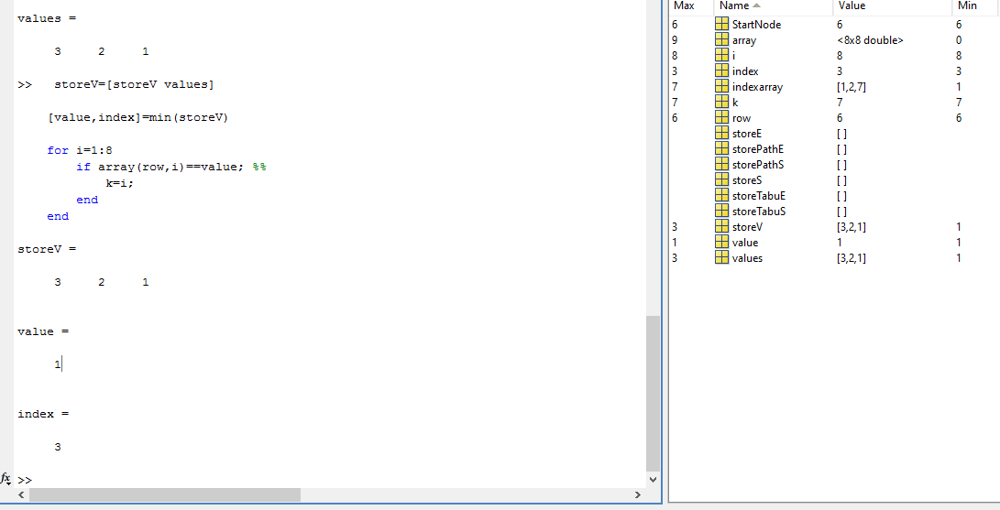 values =
3 2 1
>> storeV=[storeV values]
[value,index]=min(storeV)
for i=1:8
if array(row,i)==value; %%
k=i;
end
end
storeV =
3 2 1
value =
1
index =
3
fx >>
Max Name Value Min
6 StartNode 6 6
9 array <8x8 double> 0
8 i 8 8
3 index 3 3
7 indexarray [1,2,7] 1
7 k 7 7
6 row 6 6
storeE [ ]
storePathE [ ]
storePathS [ ]
storeS [ ]
storeTabuE [ ]
storeTabuS [ ]
3 storeV [3,2,1] 1
1 value 1 1
3 values [3,2,1] 1